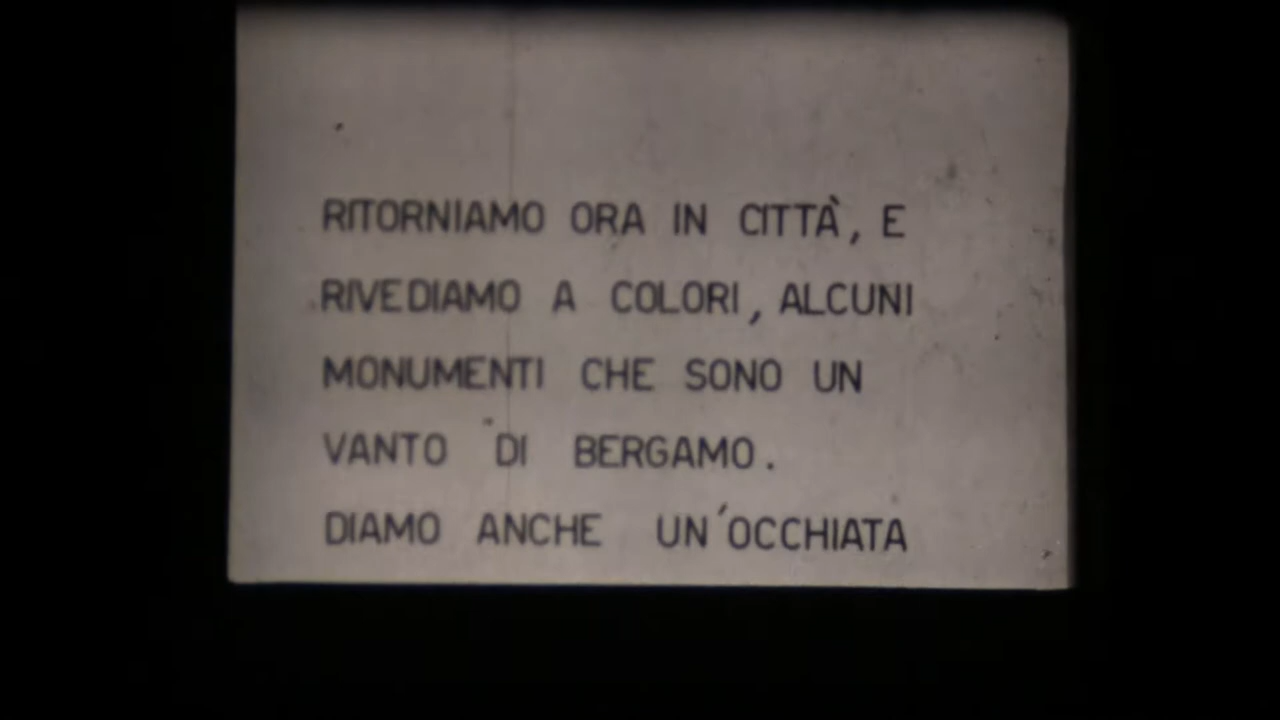 RITORNIAMO ORA IN CITTÀ, E
RIVEDIAMO A COLORI, ALCUNI
MONUMENTI CHE SONO UN
VANTO DI BERGAMO.
DIAMO ANCHE UN'OCCHIATA